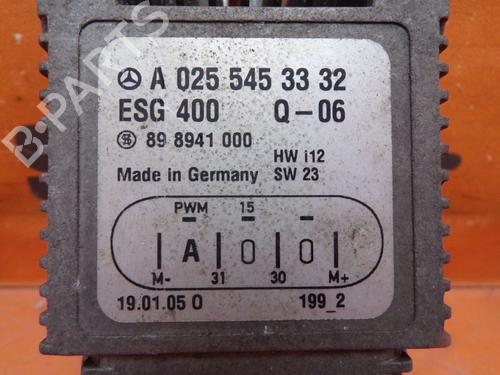 B-PARTS
A 025 545 33 32
ESG 400 Q-06
89 8941 000
HW i12
Made in Germany SW 23
PWM 15 –
A 0 0
M- 31 30 M+
19.01.05 0 199_2